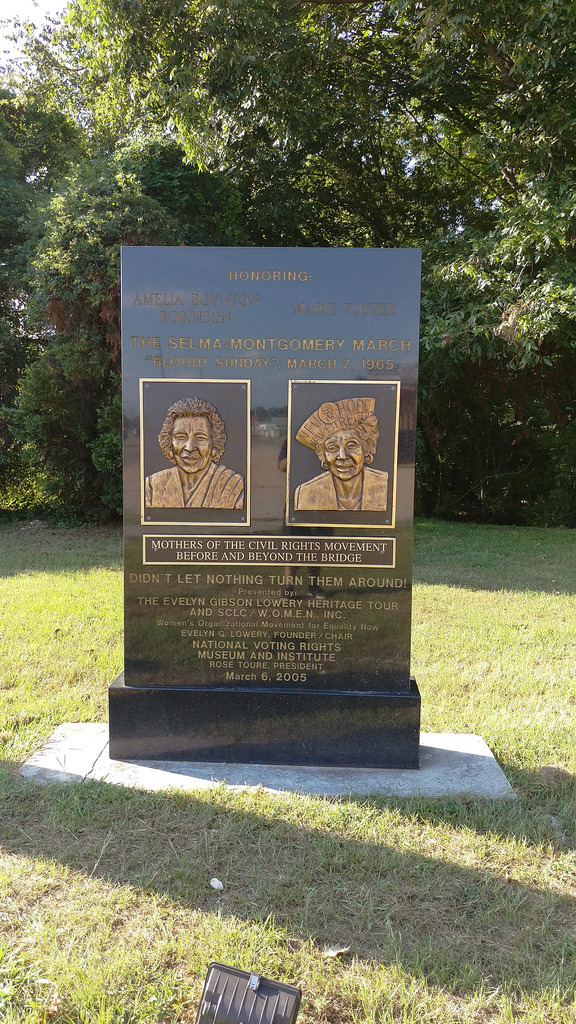 HONORING:
AMELIA BOYNTON ROBINSON
MARIE FOSTER
THE SELMA-MONTGOMERY MARCH
"BLOODY SUNDAY", MARCH 7, 1965
HOPE
MOTHERS OF THE CIVIL RIGHTS MOVEMENT
BEFORE AND BEYOND THE BRIDGE
DIDN'T LET NOTHING TURN THEM AROUND!
Presented by:
THE EVELYN GIBSON LOWERY HERITAGE TOUR
AND SCLC/W.O.M.E.N., INC.
Women's Organizational Movement for Equality Now
EVELYN G. LOWERY, FOUNDER/CHAIR
NATIONAL VOTING RIGHTS
MUSEUM AND INSTITUTE
ROSE TOURE, PRESIDENT
March 6, 2005